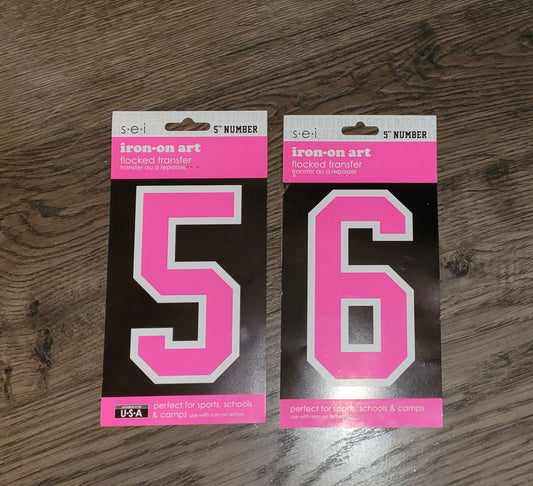 s·e·i 5" NUMBER
iron-on art
flocked transfer
transfer au à repasser
5
U·S·A
perfect for sports, schools
& camps use with iron-on letters
s·e·i 5" NUMBER
iron-on art
flocked transfer
transfer au à repasser
6
perfect for sports, schools & camps
use with iron-on letters